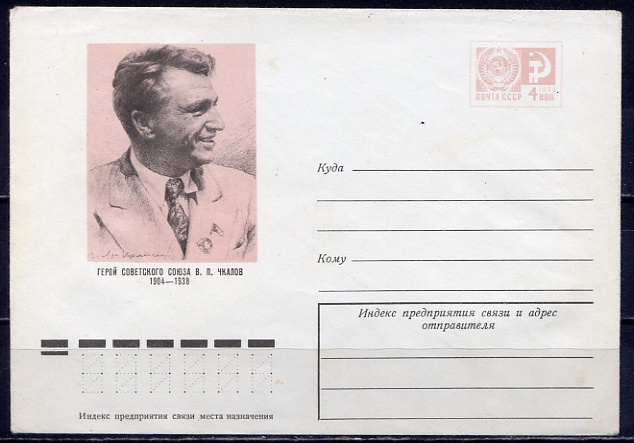 ПОЧТА СССР
4 КОП.
Куда
ГЕРОЙ СОВЕТСКОГО СОЮЗА В. П. ЧКАЛОВ
1904—1938
Кому
Индекс предприятия связи и адрес
отправителя
Индекс предприятия связи места назначения